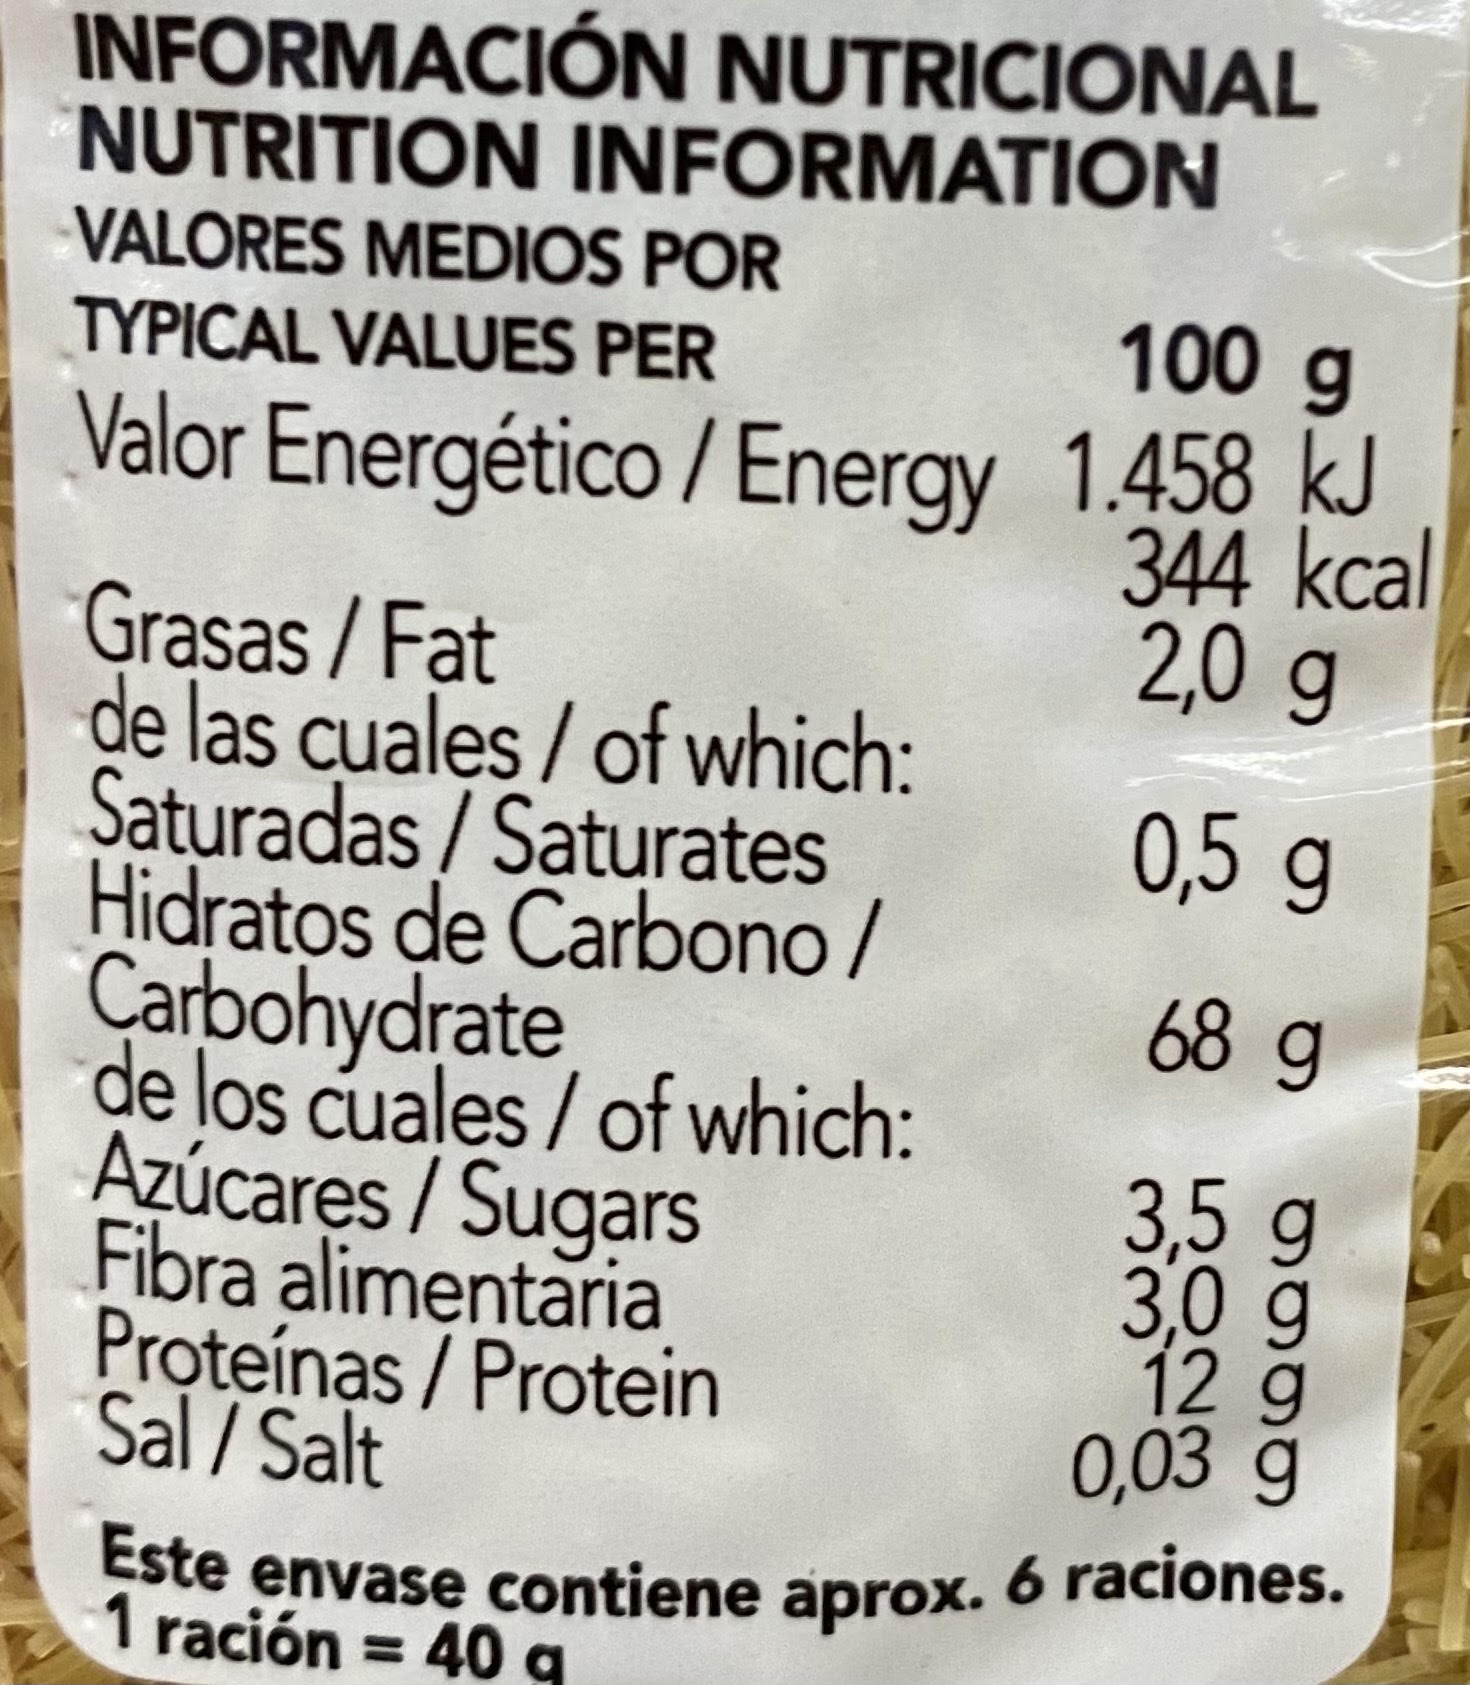 INFORMACIÓN NUTRICIONAL
NUTRITION INFORMATION
VALORES MEDIOS POR
TYPICAL VALUES PER 100 g
Valor Energético / Energy 1.458 kJ
344 kcal
Grasas / Fat 2,0 g
de las cuales / of which:
Saturadas / Saturates 0,5 g
Hidratos de Carbono /
Carbohydrate 68 g
de los cuales / of which:
Azúcares / Sugars 3,5 g
Fibra alimentaria 3,0 g
Proteínas / Protein 12 g
Sal / Salt 0,03 g
Este envase contiene aprox. 6 raciones.
1 ración = 40 g